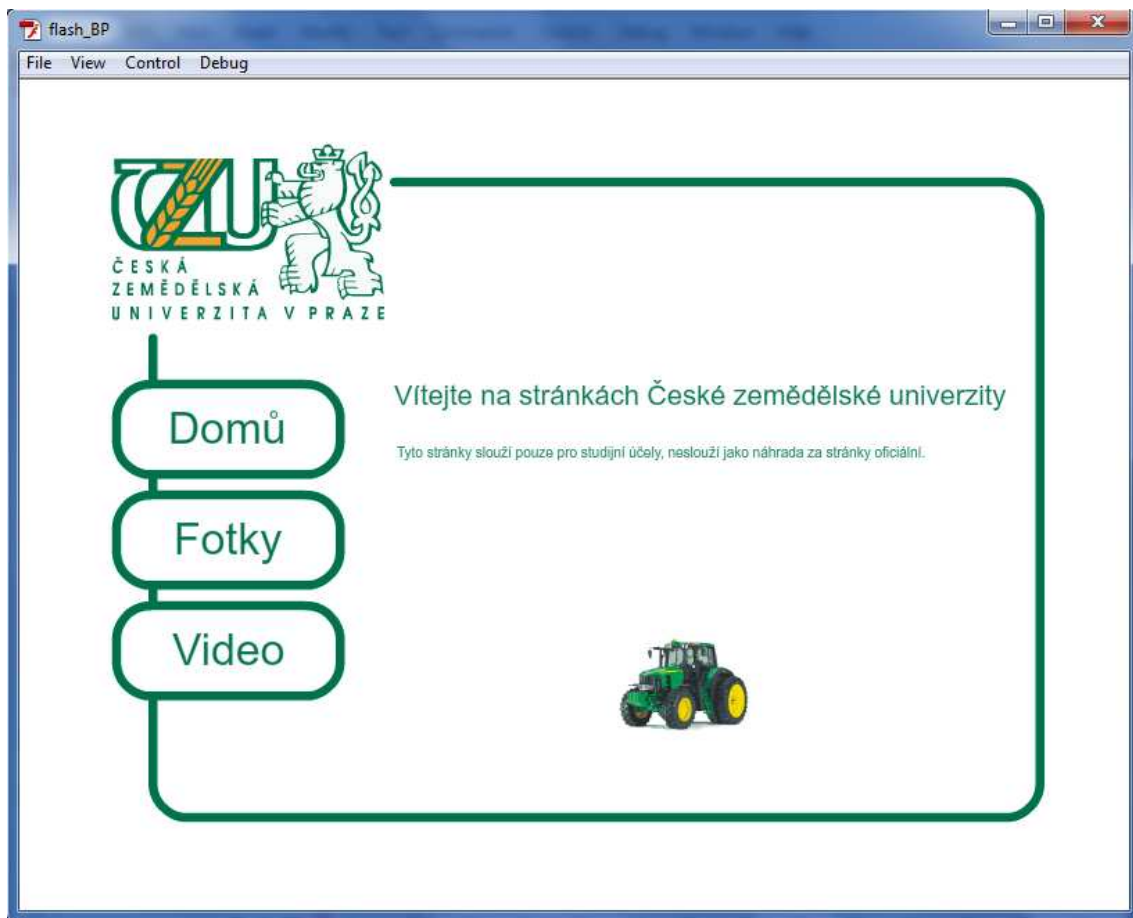 flash_BP
File View Control Debug
ČZU
ČESKÁ
ZEMĚDĚLSKÁ
UNIVERZITA V PRAZE
Domů
Fotky
Video
Vítejte na stránkách České zemědělské univerzity
Tyto stránky slouží pouze pro studijní účely, neslouží jako náhrada za stránky oficiální.